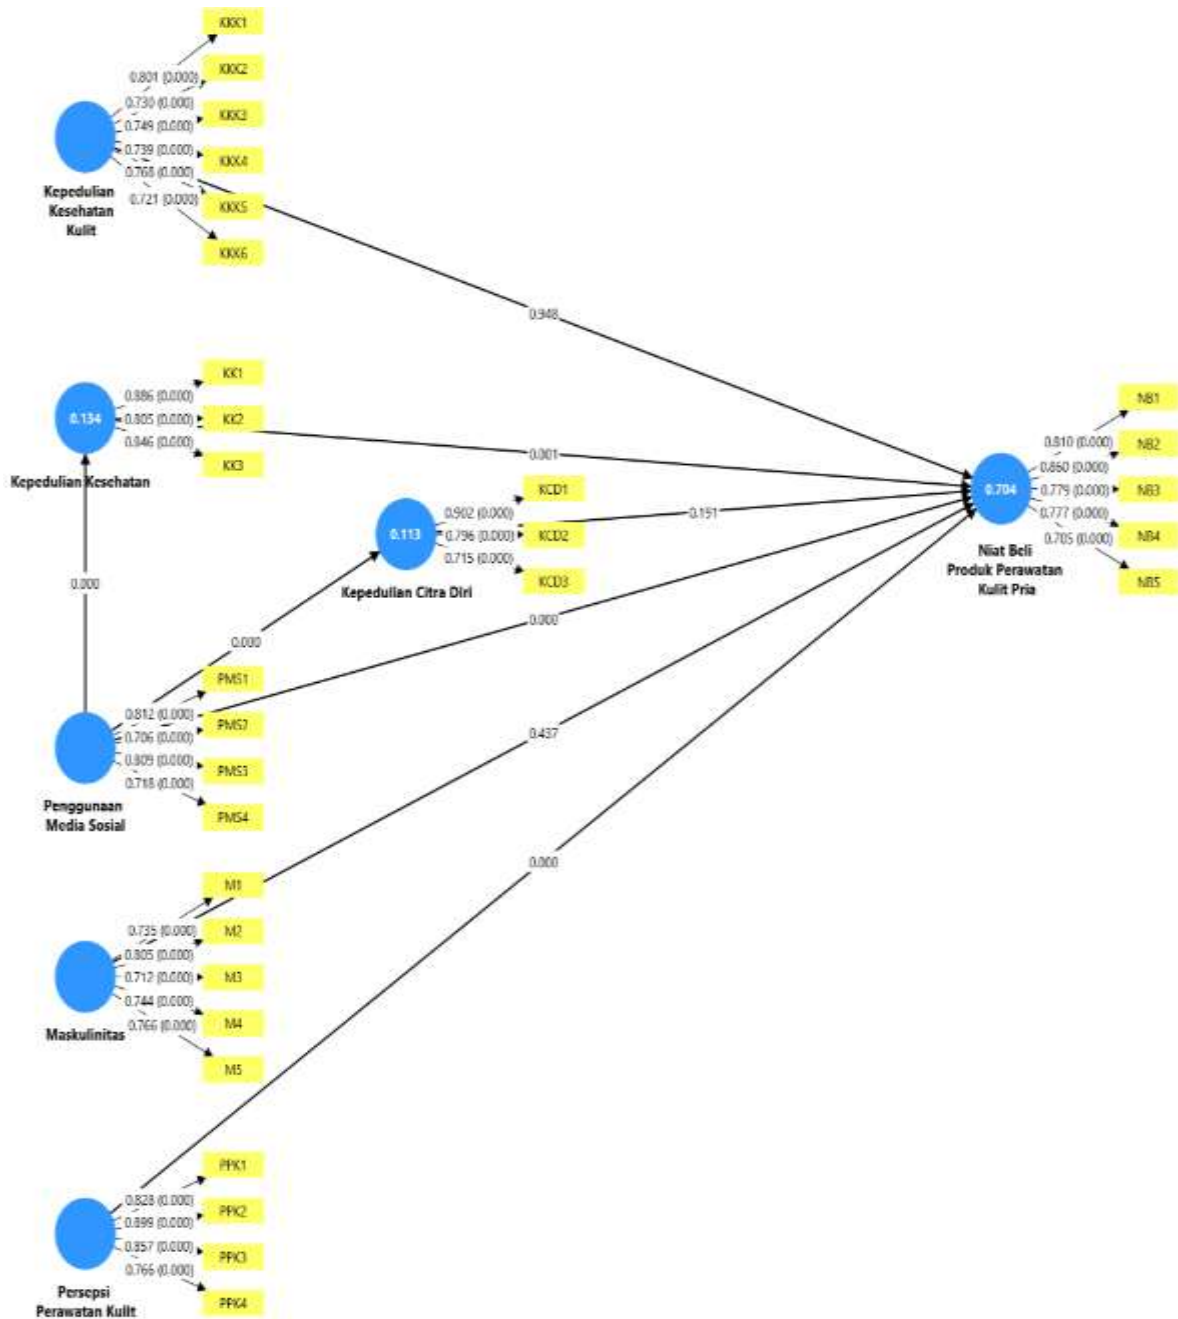 KKK1
KKK2
KKK3
KKK4
KKK5
KKK6
0.801 (0.000)
0.730 (0.000)
0.749 (0.000)
0.739 (0.000)
0.768 (0.000)
0.721 (0.000)
Kepedulian
Kesehatan
Kulit
0.948
KK1
KK2
KK3
0.886 (0.000)
0.805 (0.000)
0.846 (0.000)
0.134
Kepedulian Kesehatan
0.001
KCD1
KCD2
KCD3
0.902 (0.000)
0.796 (0.000)
0.715 (0.000)
0.113
Kepedulian Citra Diri
0.191
NB1
NB2
NB3
NB4
NB5
0.810 (0.000)
0.860 (0.000)
0.779 (0.000)
0.777 (0.000)
0.705 (0.000)
0.704
Niat Beli
Produk Perawatan
Kulit Pria
0.000
0.000
0.000
PMS1
PMS2
PMS3
PMS4
0.812 (0.000)
0.706 (0.000)
0.809 (0.000)
0.718 (0.000)
Penggunaan
Media Sosial
0.437
M1
M2
M3
M4
M5
0.735 (0.000)
0.805 (0.000)
0.712 (0.000)
0.744 (0.000)
0.766 (0.000)
Maskulinitas
0.000
PPK1
PPK2
PPK3
PPK4
0.828 (0.000)
0.899 (0.000)
0.857 (0.000)
0.766 (0.000)
Persepsi
Perawatan Kulit